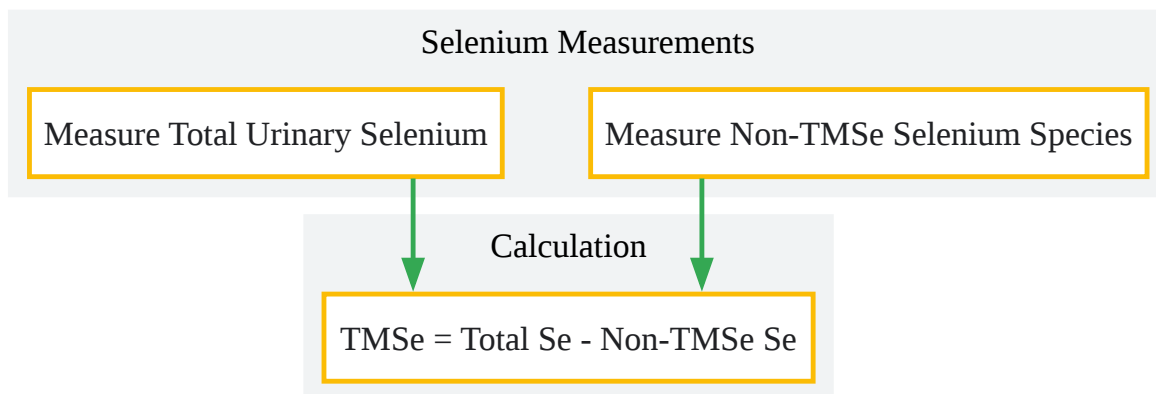 Selenium Measurements
Measure Total Urinary Selenium
Measure Non-TMSe Selenium Species
Calculation
TMSe = Total Se - Non-TMSe Se